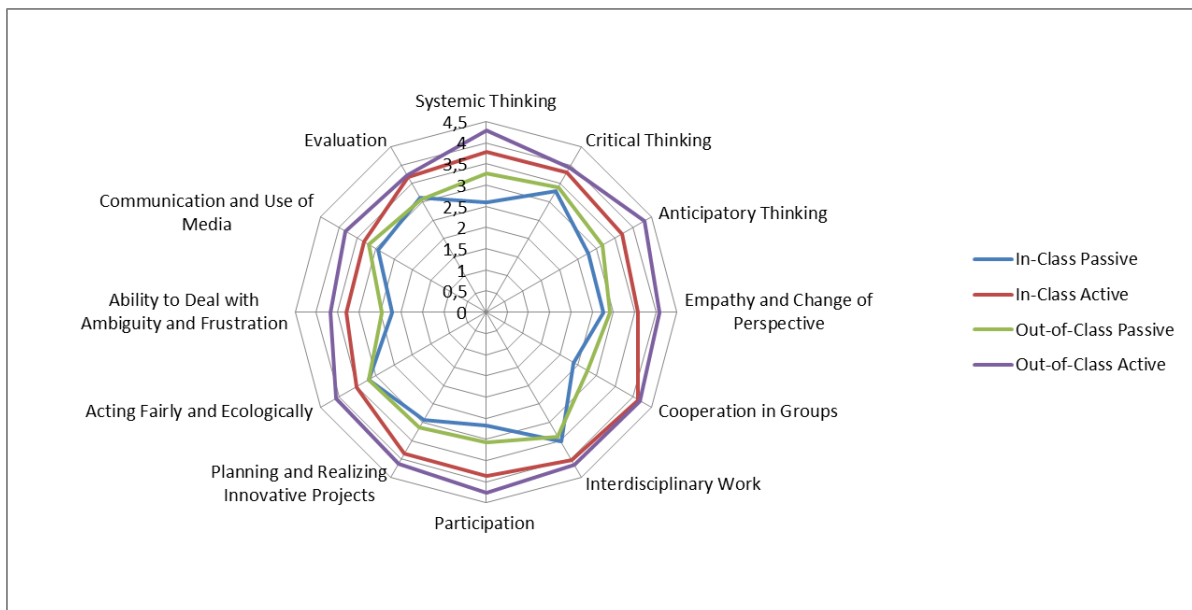 Systemic Thinking
4,5
4
3,5
3
2,5
2
1,5
1
0,5
0
Critical Thinking
Anticipatory Thinking
Empathy and Change of
Perspective
Cooperation in Groups
Interdisciplinary Work
Participation
Planning and Realizing
Innovative Projects
Acting Fairly and Ecologically
Ability to Deal with
Ambiguity and Frustration
Communication and Use of
Media
Evaluation
In-Class Passive
In-Class Active
Out-of-Class Passive
Out-of-Class Active